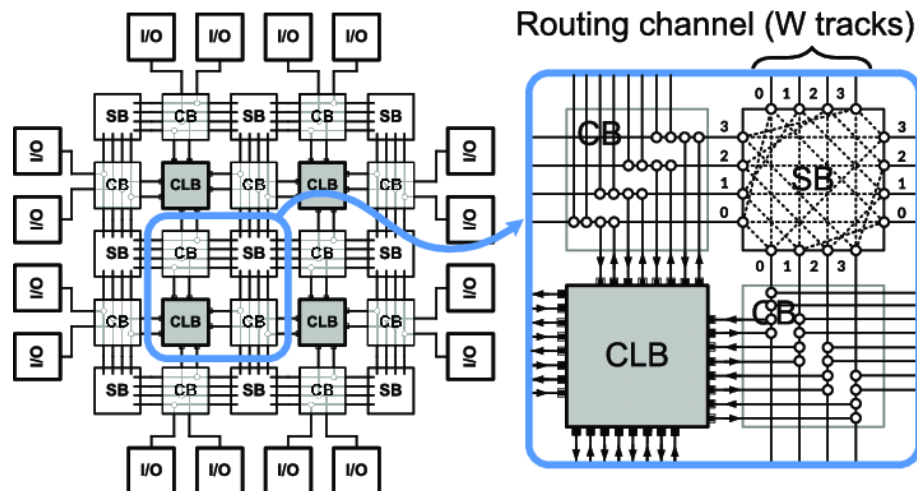 Routing channel (W tracks)
I/O I/O I/O I/O
SB CB SB CB SB
I/O I/O
CB CLB CB CLB CB
I/O I/O
SB CB SB CB SB
I/O I/O
CB CLB CB CLB CB
I/O I/O
SB CB SB CB SB
I/O I/O I/O I/O
0 1 2 3
CB
3 3
2 SB 2
1 1
0 0
0 1 2 3
CB
CLB